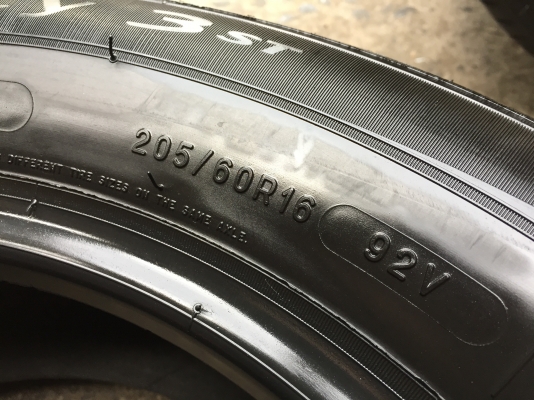 3 ST
205/60R16
92V
DIFFERENT TIRE SIZES ON THE SAME AXLE.